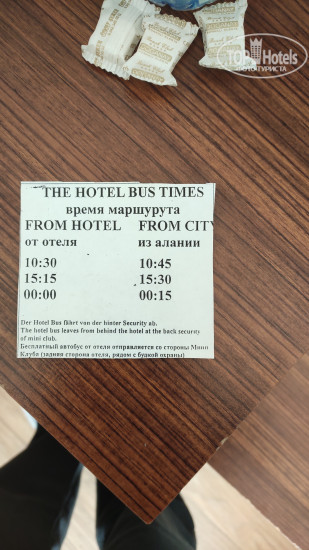 TOP Hotels
ФОТО ТУРИСТА
THE HOTEL BUS TIMES
время маршурута
FROM HOTEL FROM CITY
от отеля из алании
10:30 10:45
15:15 15:30
00:00 00:15
Der Hotel Bus fährt von der hinter Security ab.
The hotel bus leaves from behind the hotel at the back security
of mini club.
Бесплатный автобус от отеля отправляется со стороны Мини
Клуба (задняя сторона отеля, рядом с будкой охраны)